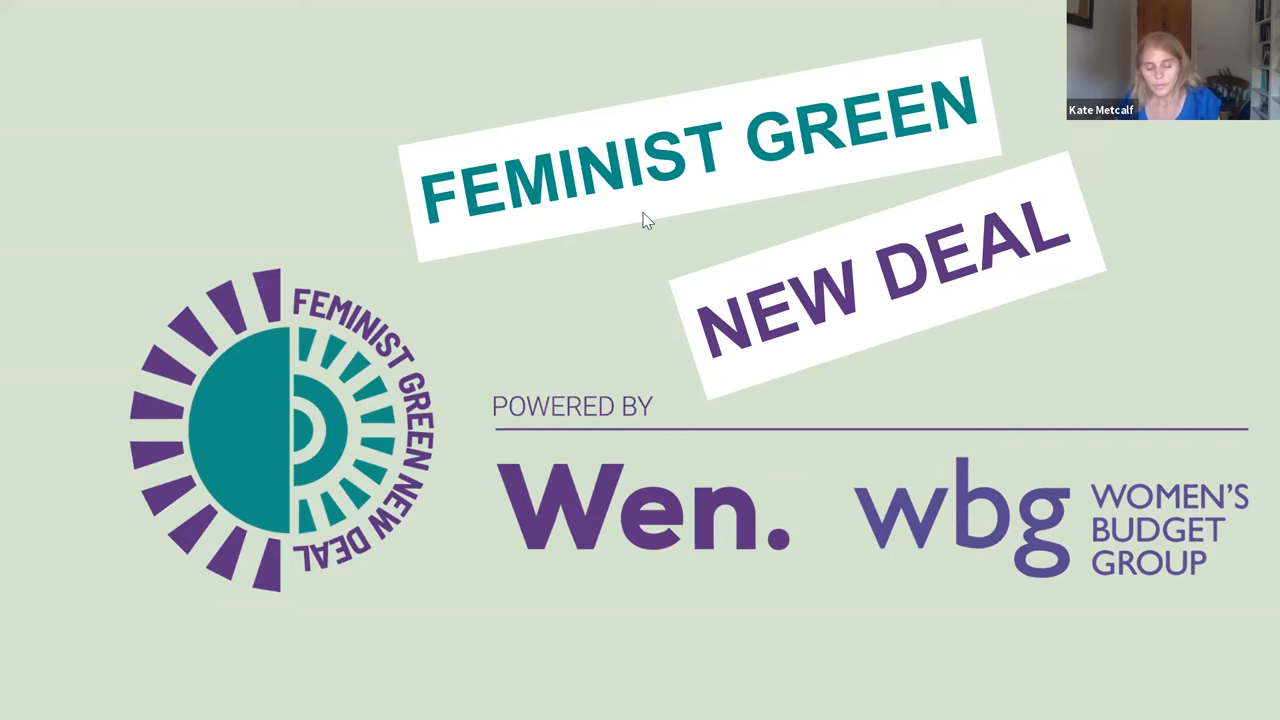 Kate Metcalf
FEMINIST GREEN
NEW DEAL
FEMINIST GREEN NEW DEAL
POWERED BY
Wen.
wbg
WOMEN'S
BUDGET
GROUP